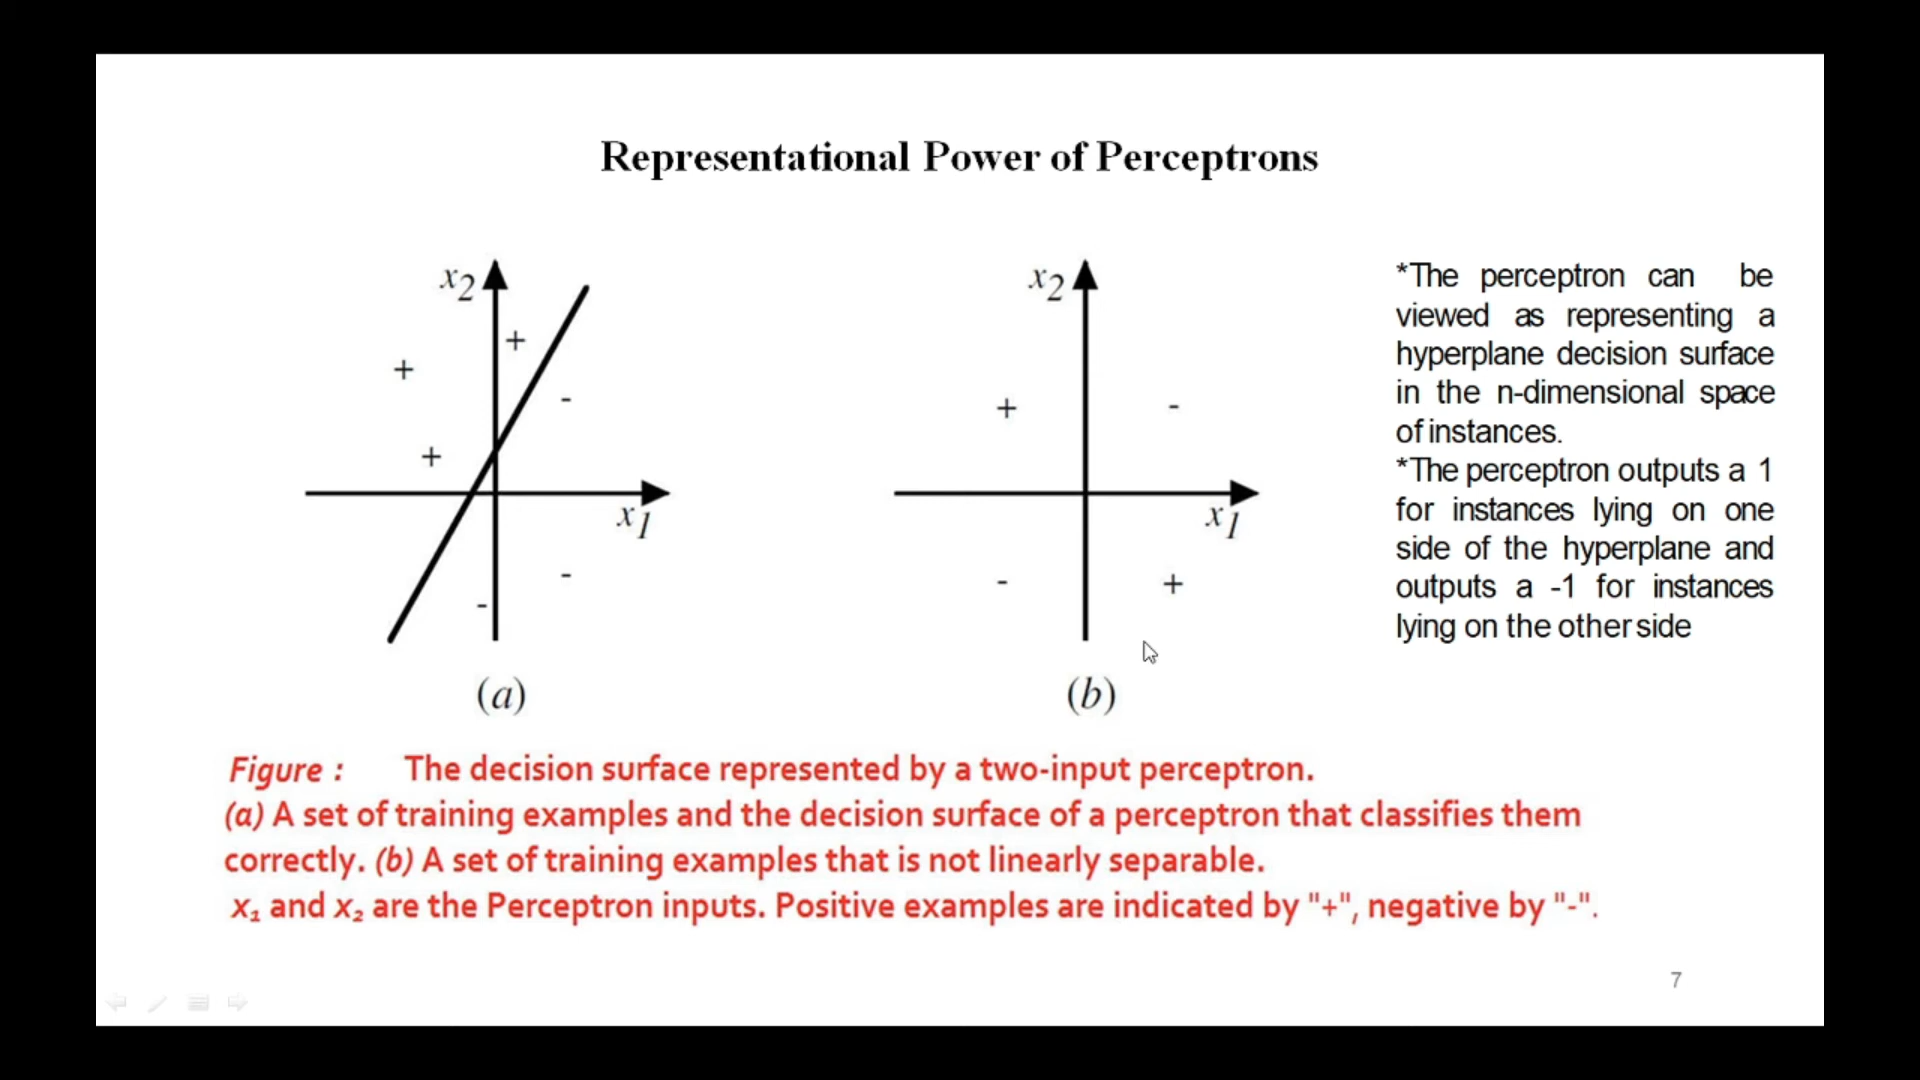 Representational Power of Perceptrons
x2
+
+
-
+
x1
-
-
(a)
x2
+
-
x1
-
+
(b)
*The perceptron can be
viewed as representing a
hyperplane decision surface
in the n-dimensional space
of instances.
*The perceptron outputs a 1
for instances lying on one
side of the hyperplane and
outputs a -1 for instances
lying on the other side
Figure : The decision surface represented by a two-input perceptron.
(a) A set of training examples and the decision surface of a perceptron that classifies them
correctly. (b) A set of training examples that is not linearly separable.
x₁ and x₂ are the Perceptron inputs. Positive examples are indicated by "+", negative by "-".
7